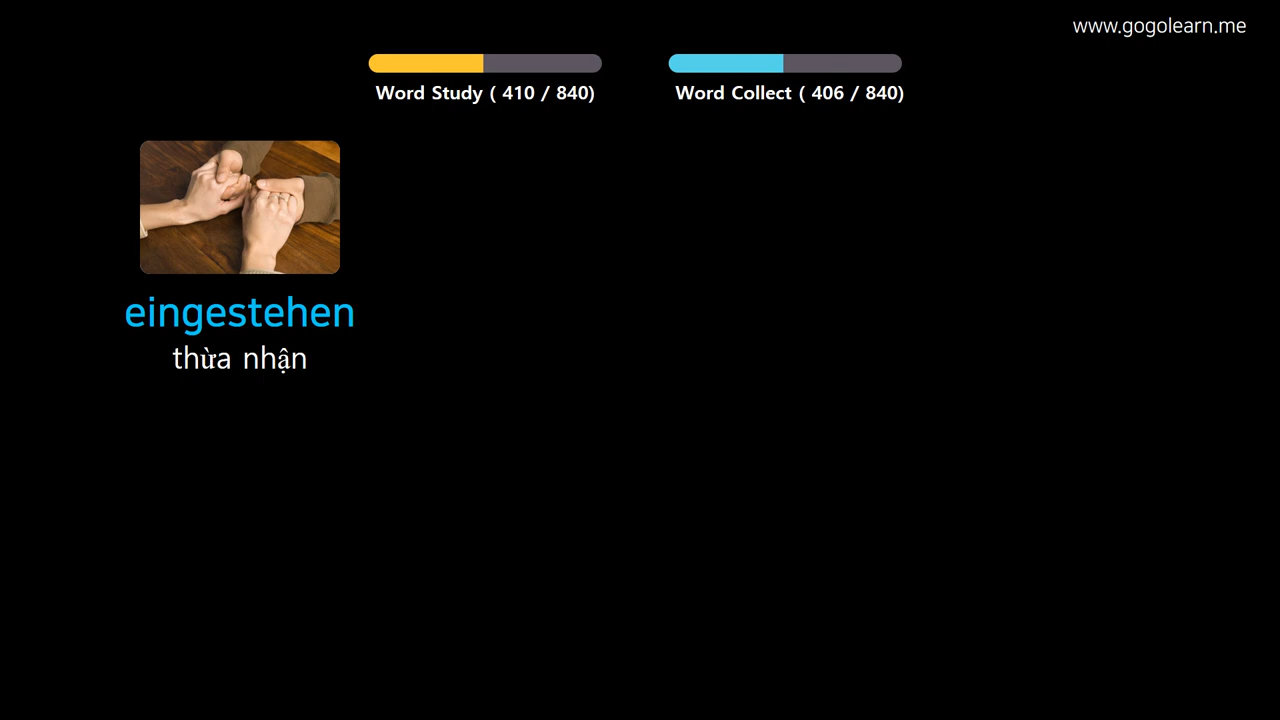 www.gogolearn.me
Word Study ( 410 / 840)
Word Collect ( 406 / 840)
eingestehen
thừa nhận